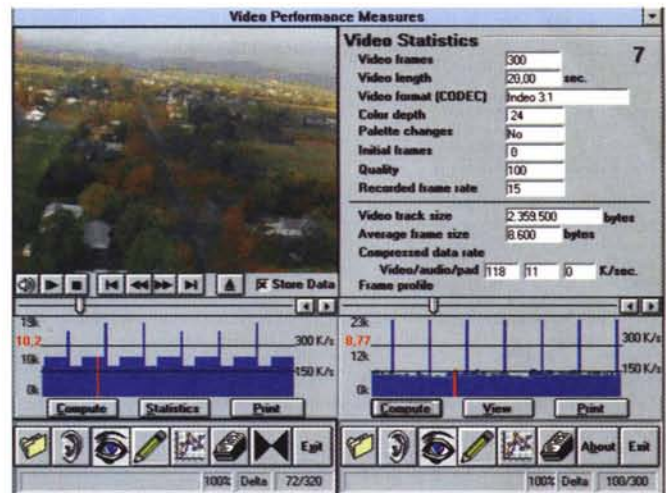 Video Performance Measures
Video Statistics
7
Video frames 300
Video length 20,00 sec.
Video format (CODEC) Indeo 3.1
Color depth 24
Palette changes No
Initial frames 0
Quality 100
Recorded frame rate 15
Video track size 2.359.500 bytes
Average frame size 8.600 bytes
Compressed data rate
Video/audio/pad 118 11 0 K/sec.
Frame profile
Store Data
19k
10,2
10k
0k
300 K/s
150 K/s
23k
8,77
12k
0k
300 K/s
150 K/s
Compute Statistics Print
Compute View Print
Exit
About Exit
100% Delta 72/320
100% Delta 108/300